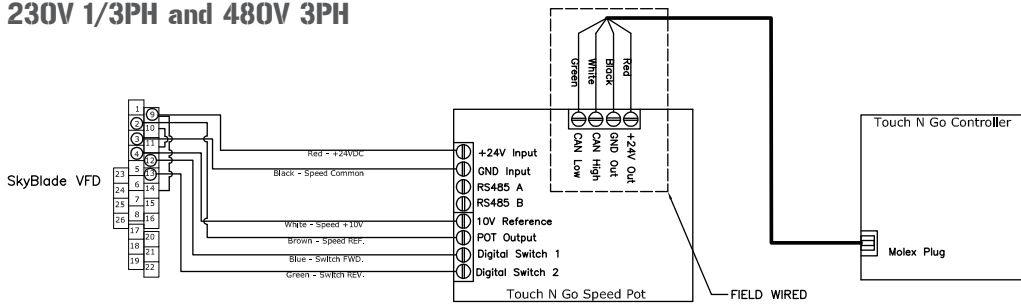 230V 1/3PH and 480V 3PH
Green
White
Black
Red
CAN Low
CAN High
GND Out
+24V Out
SkyBlade VFD
1
2
3
4
5
6
7
8
9
10
11
12
13
14
15
16
17
18
19
20
21
22
23
24
25
26
Red - +24VDC
Black - Speed Common
White - Speed +10V
Brown - Speed REF.
Blue - Switch FWD.
Green - Switch REV.
+24V Input
GND Input
RS485 A
RS485 B
10V Reference
POT Output
Digital Switch 1
Digital Switch 2
Touch N Go Speed Pot
FIELD WIRED
Touch N Go Controller
Molex Plug